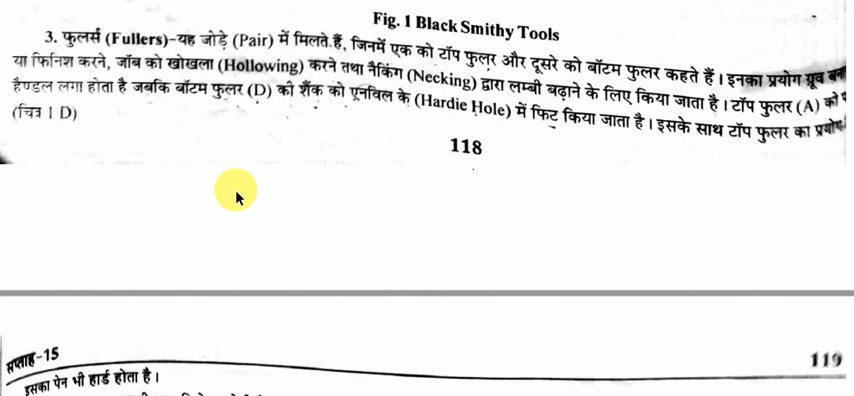 Fig. 1 Black Smithy Tools
3. फुलर्स (Fullers)-यह जोड़े (Pair) में मिलते हैं, जिनमें एक को टॉप फुलर और दूसरे को बॉटम फुलर कहते हैं। इनका प्रयोग ग्रूव
या फिनिश करने, जॉब को खोखला (Hollowing) करने तथा नैकिंग (Necking) द्वारा लम्बी बढ़ाने के लिए किया जाता है। टॉप फुलर (A) को
हैण्डल लगा होता है जबकि बॉटम फुलर (D) की शैंक को एनविल के (Hardie Hole) में फिट किया जाता है। इसके साथ टॉप फुलर का प्रयोग
(चित्र 1 D)
118
सप्ताह-15
119
इसका पेन भी हार्ड होता है।